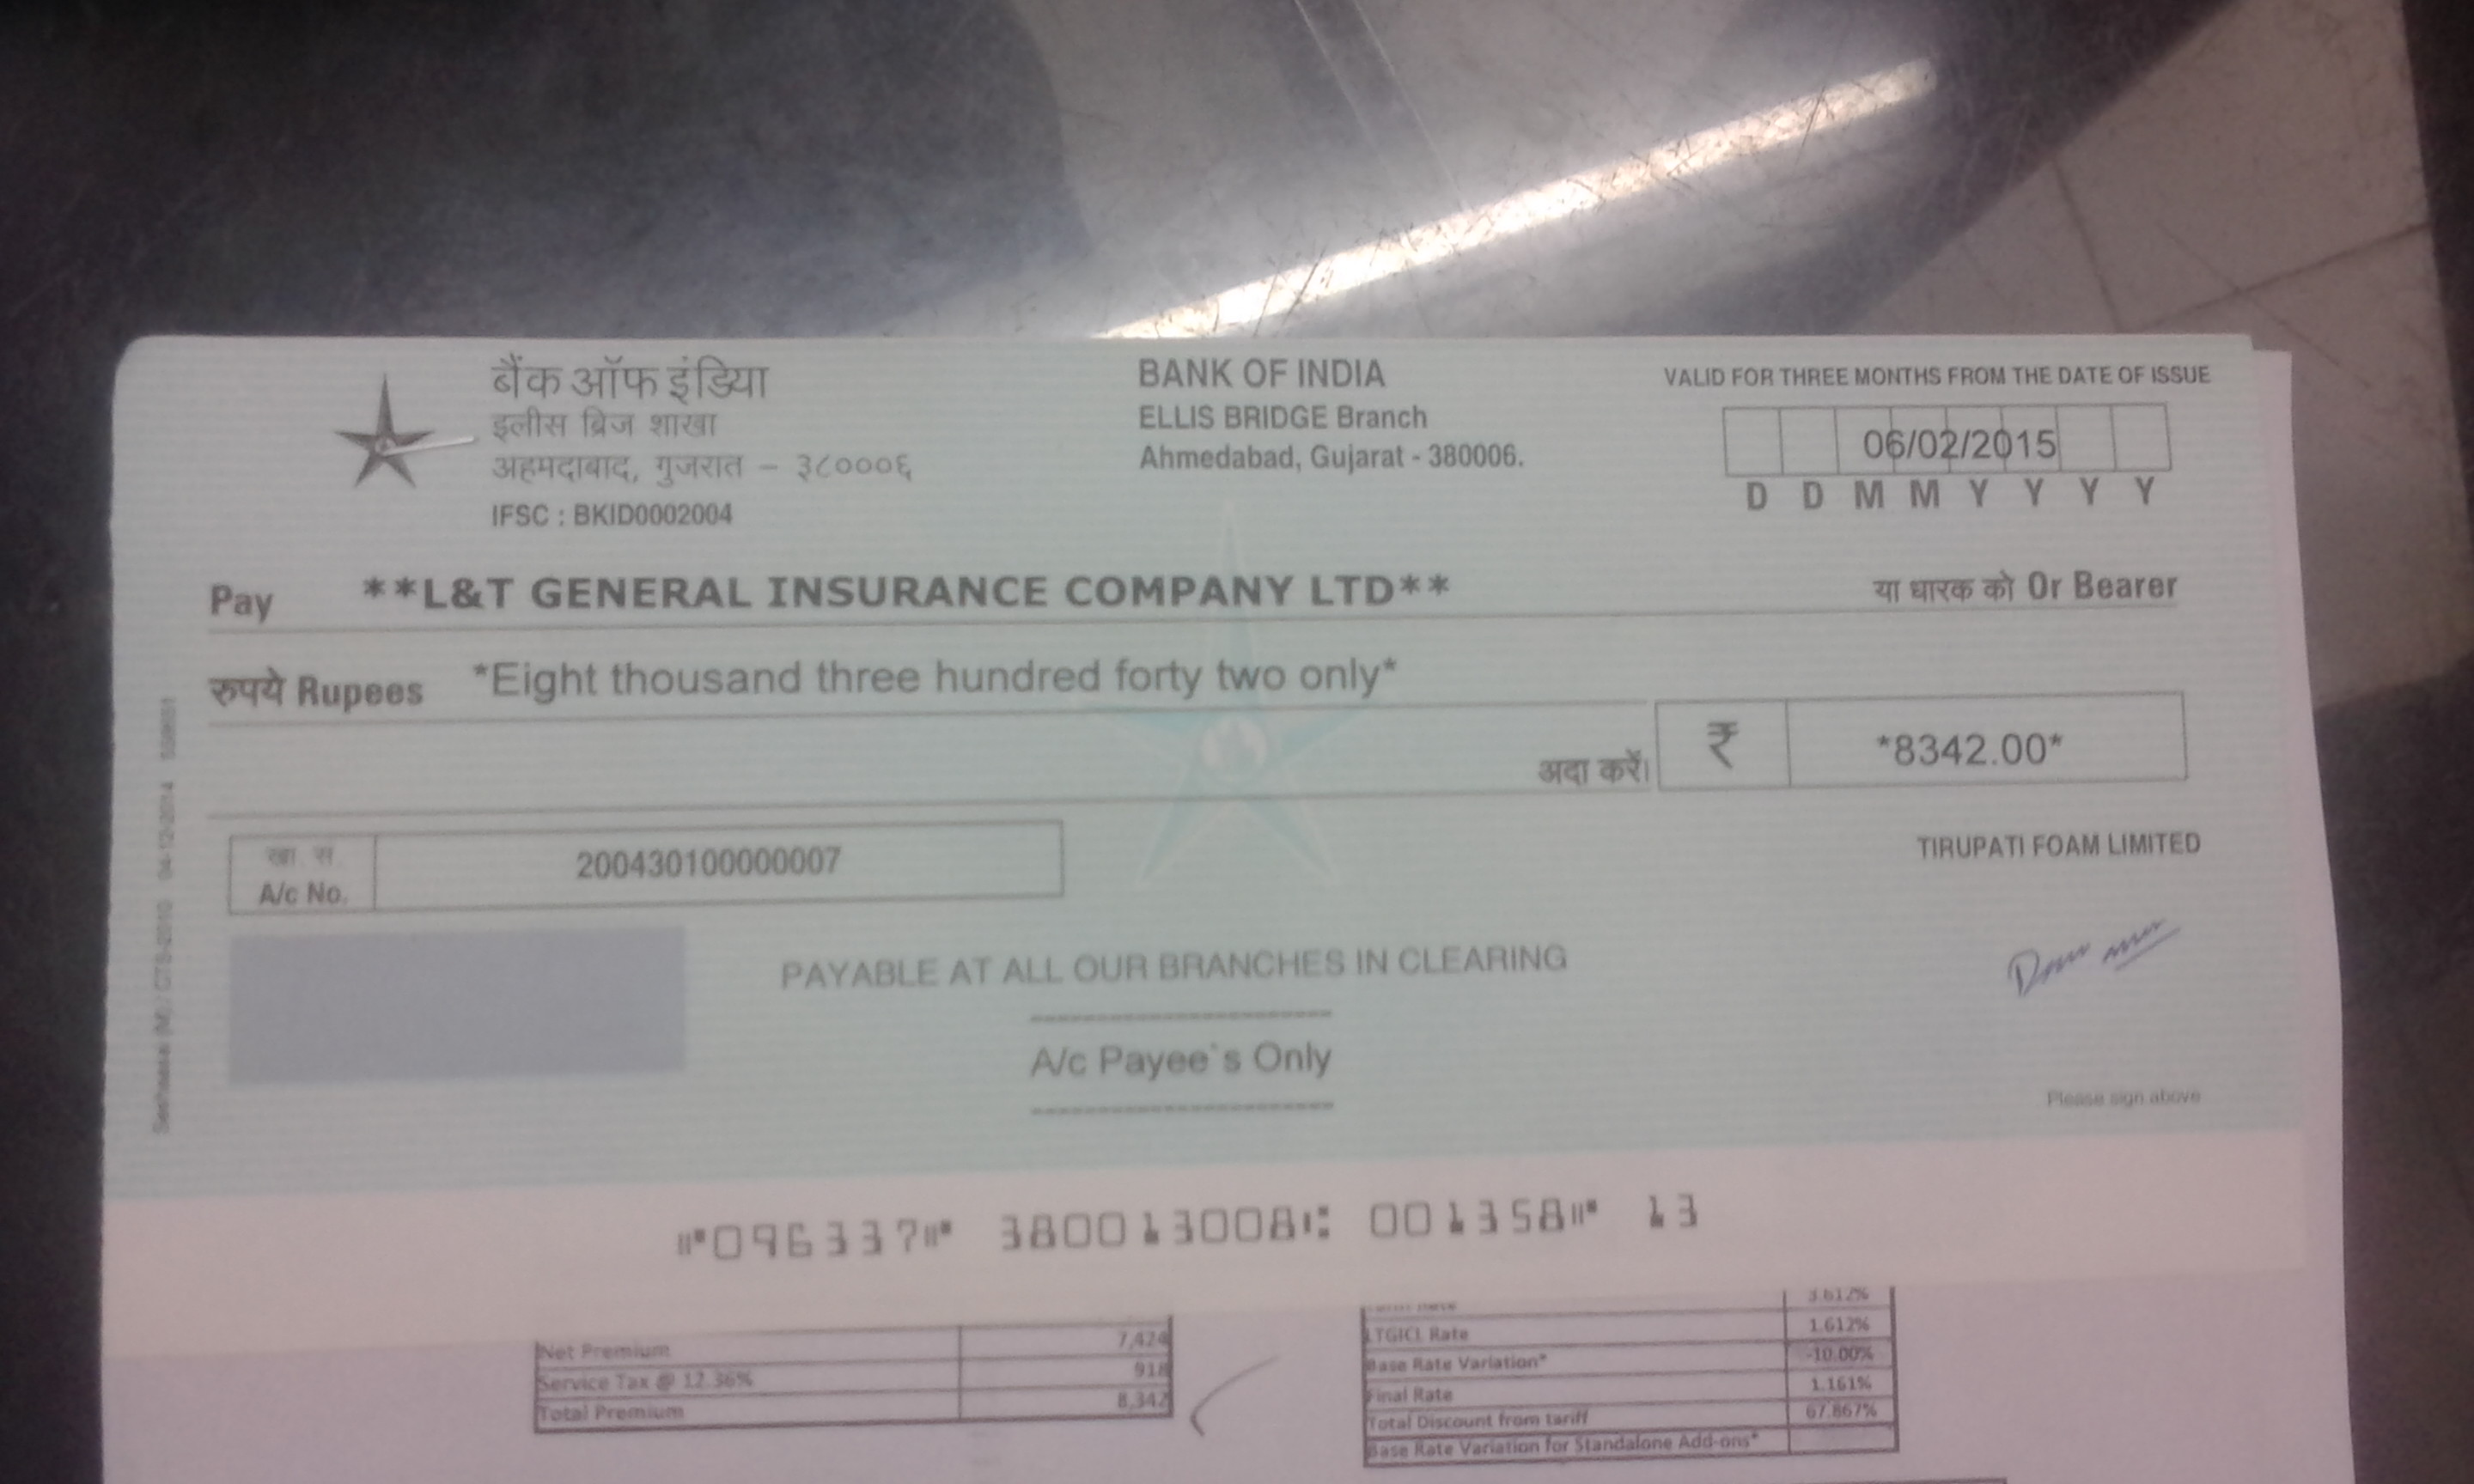 बैंक ऑफ इंडिया
इलीस ब्रिज शाखा
अहमदाबाद, गुजरात – ३८०००६
IFSC : BKID0002004
BANK OF INDIA
ELLIS BRIDGE Branch
Ahmedabad, Gujarat - 380006.
VALID FOR THREE MONTHS FROM THE DATE OF ISSUE
06/02/2015
D D M M Y Y Y Y
Pay **L&T GENERAL INSURANCE COMPANY LTD** या धारक को Or Bearer
रुपये Rupees *Eight thousand three hundred forty two only*
अदा करें। ₹ *8342.00*
खा. स.
A/c No. 200430100000007
TIRUPATI FOAM LIMITED
PAYABLE AT ALL OUR BRANCHES IN CLEARING
A/c Payee`s Only
Please sign above
CTS-2010 04-12-2014
⑈096337⑈ 380013008⑆ 001358⑈ 13
Net Premium 7,424
Service Tax @ 12.36% 918
Total Premium 8,342
3.612%
LTGICL Rate 1.612%
Base Rate Variation* -10.00%
Final Rate 1.161%
Total Discount from tariff 67.867%
Base Rate Variation for Standalone Add-ons*